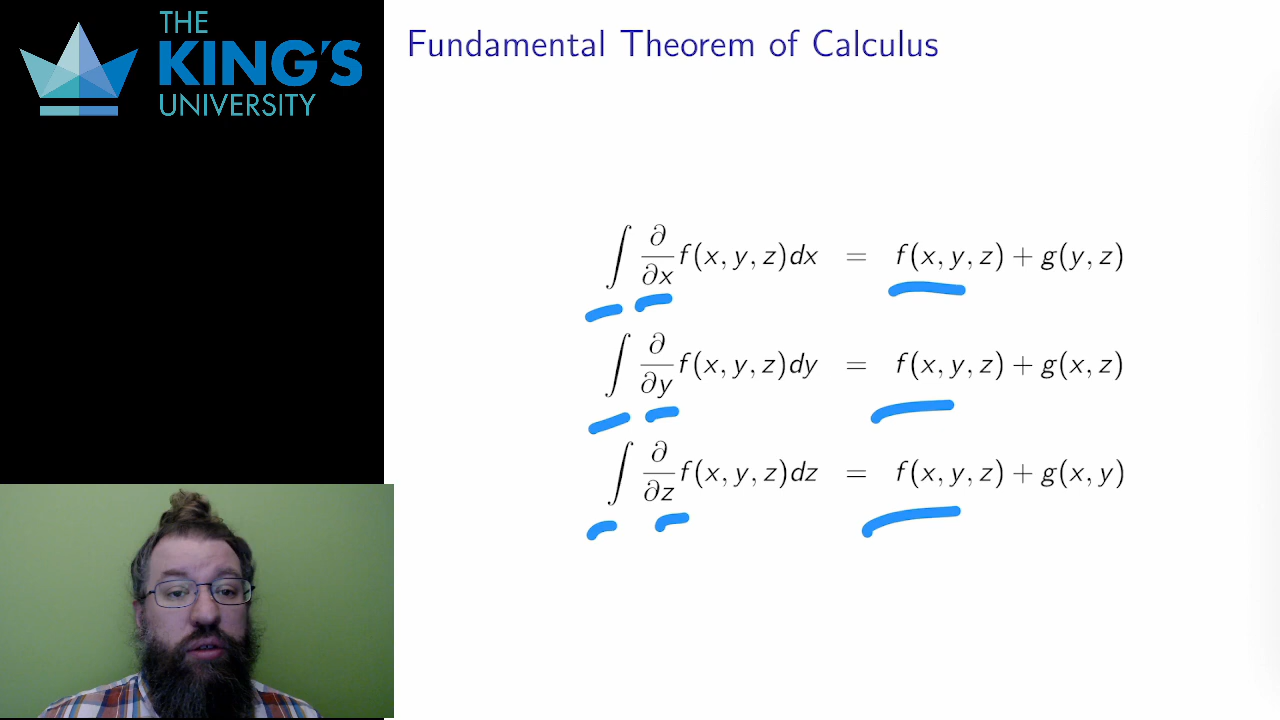 THE
KING'S
UNIVERSITY
Fundamental Theorem of Calculus
∫ ∂/∂x f(x, y, z)dx = f(x, y, z) + g(y, z)
∫ ∂/∂y f(x, y, z)dy = f(x, y, z) + g(x, z)
∫ ∂/∂z f(x, y, z)dz = f(x, y, z) + g(x, y)